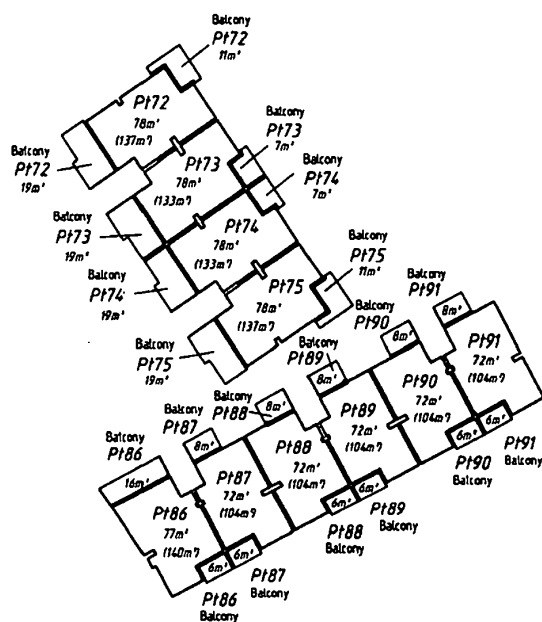 Balcony
Pt72
11m²
Pt72
78m²
(137m²)
Balcony
Pt72
19m²
Balcony
Pt73
7m²
Pt73
78m²
(133m²)
Balcony
Pt74
7m²
Balcony
Pt73
19m²
Pt74
78m²
(133m²)
Balcony
Pt74
19m²
Balcony
Pt75
11m²
Pt75
78m²
(137m²)
Balcony
Pt75
19m²
Balcony
Pt91
8m²
Balcony
Pt90
8m²
Pt91
72m²
(104m²)
Balcony
Pt89
8m²
Pt90
72m²
(104m²)
Balcony
Pt88
8m²
Pt89
72m²
(104m²)
Balcony
Pt87
8m²
Pt88
72m²
(104m²)
Balcony
Pt86
16m²
Pt87
72m²
(104m²)
Pt86
77m²
(140m²)
6m²
6m²
Pt91
Balcony
Pt90
Balcony
6m²
6m²
Pt89
Balcony
Pt88
Balcony
6m²
6m²
Pt87
Balcony
Pt86
Balcony